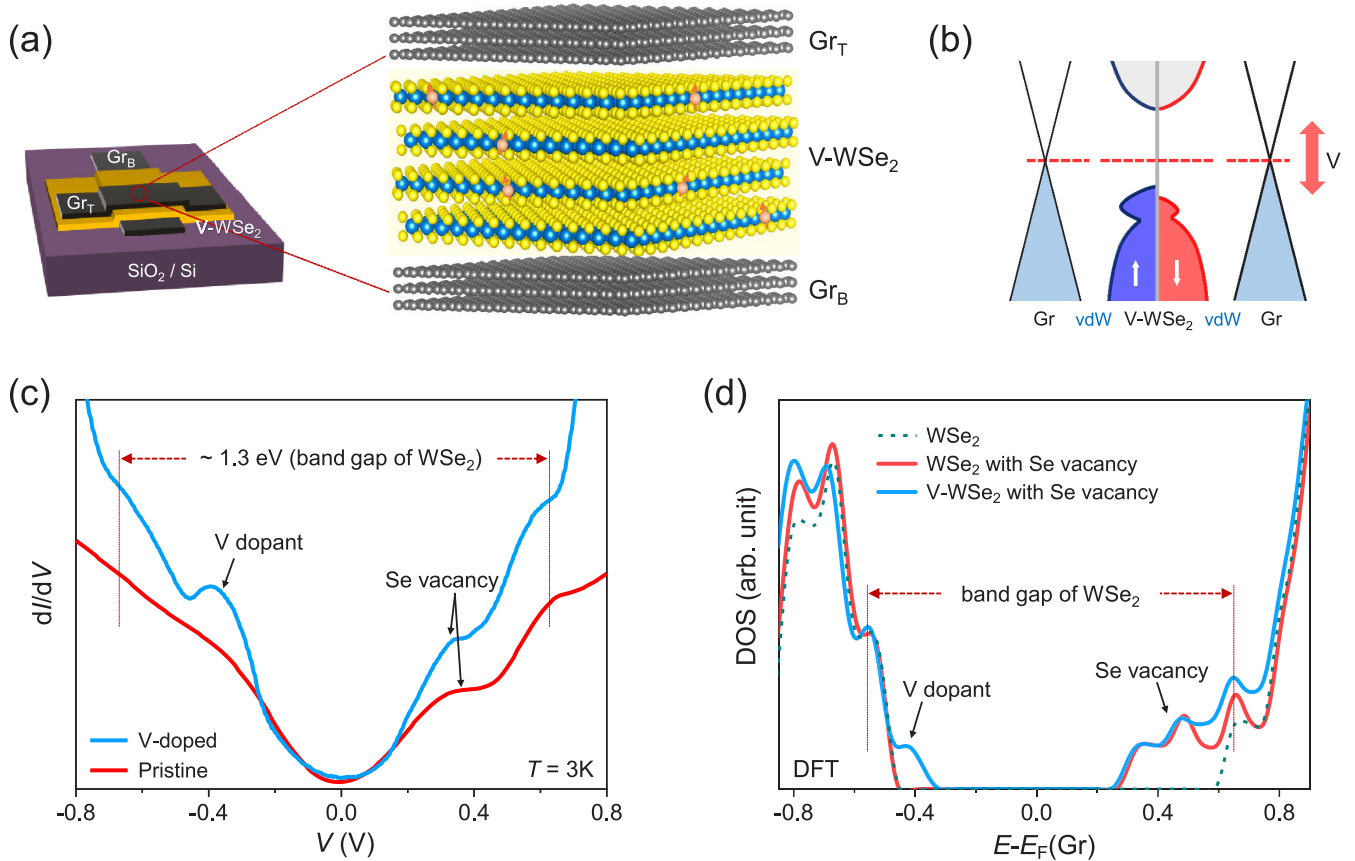 (a)
Gr_T
V-WSe₂
Gr_B
Gr_B
Gr_T
V-WSe₂
SiO₂ / Si
(b)
V
Gr
vdW
V-WSe₂
vdW
Gr
(c)
~ 1.3 eV (band gap of WSe₂)
V dopant
Se vacancy
dI/dV
V-doped
Pristine
T = 3K
-0.8
-0.4
0.0
0.4
0.8
V (V)
(d)
WSe₂
WSe₂ with Se vacancy
V-WSe₂ with Se vacancy
band gap of WSe₂
Se vacancy
V dopant
DOS (arb. unit)
DFT
-0.8
-0.4
0.0
0.4
0.8
E-E_F(Gr)